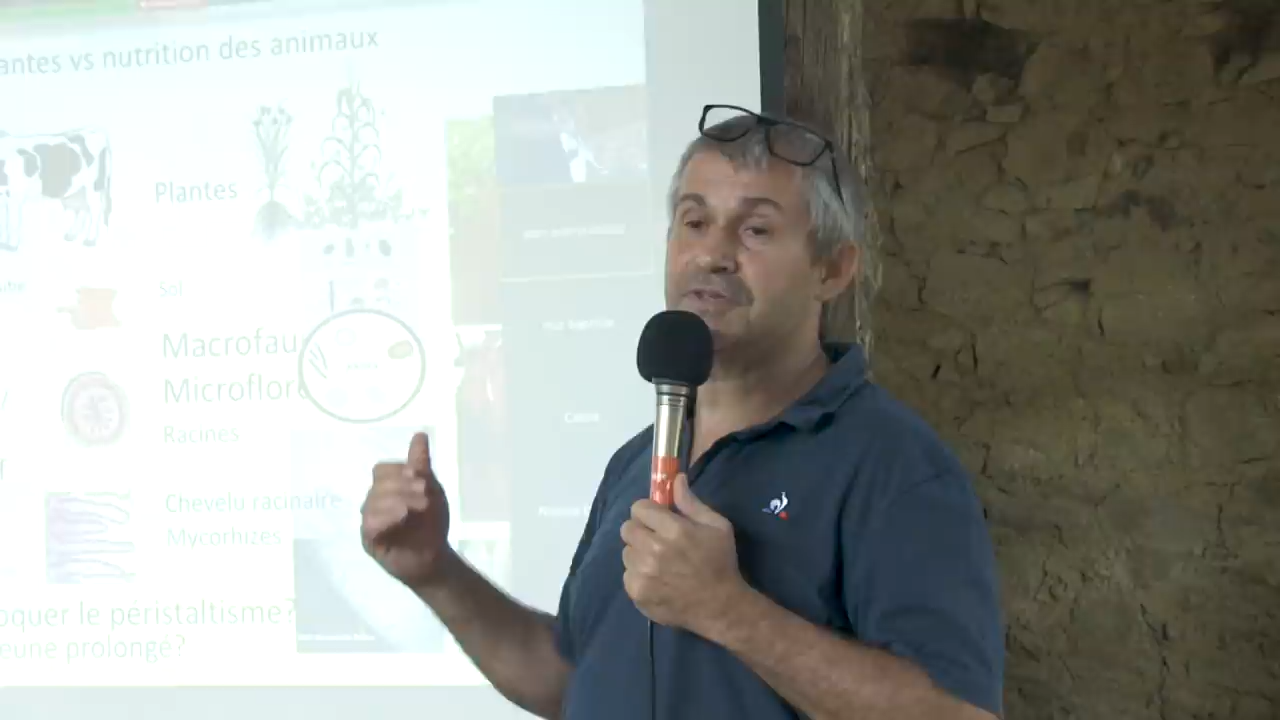 antes vs nutrition des animaux
Plantes
Sol
Macrofau
Microflor
Racines
Chevelu racinaire
Mycorhizes
oquer le péristaltisme?
eune prolongé?